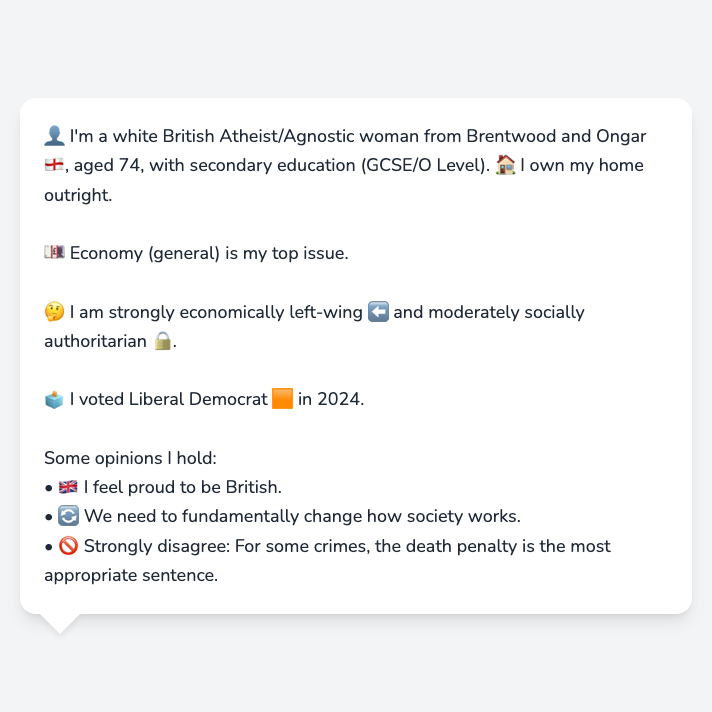 👤 I'm a white British Atheist/Agnostic woman from Brentwood and Ongar
🏴󠁧󠁢󠁥󠁮󠁧󠁿, aged 74, with secondary education (GCSE/O Level). 🏠 I own my home
outright.
💷 Economy (general) is my top issue.
🤔 I am strongly economically left-wing ⬅️ and moderately socially
authoritarian 🔒.
🗳️ I voted Liberal Democrat 🟧 in 2024.
Some opinions I hold:
• 🇬🇧 I feel proud to be British.
• 🔄 We need to fundamentally change how society works.
• 🚫 Strongly disagree: For some crimes, the death penalty is the most
appropriate sentence.